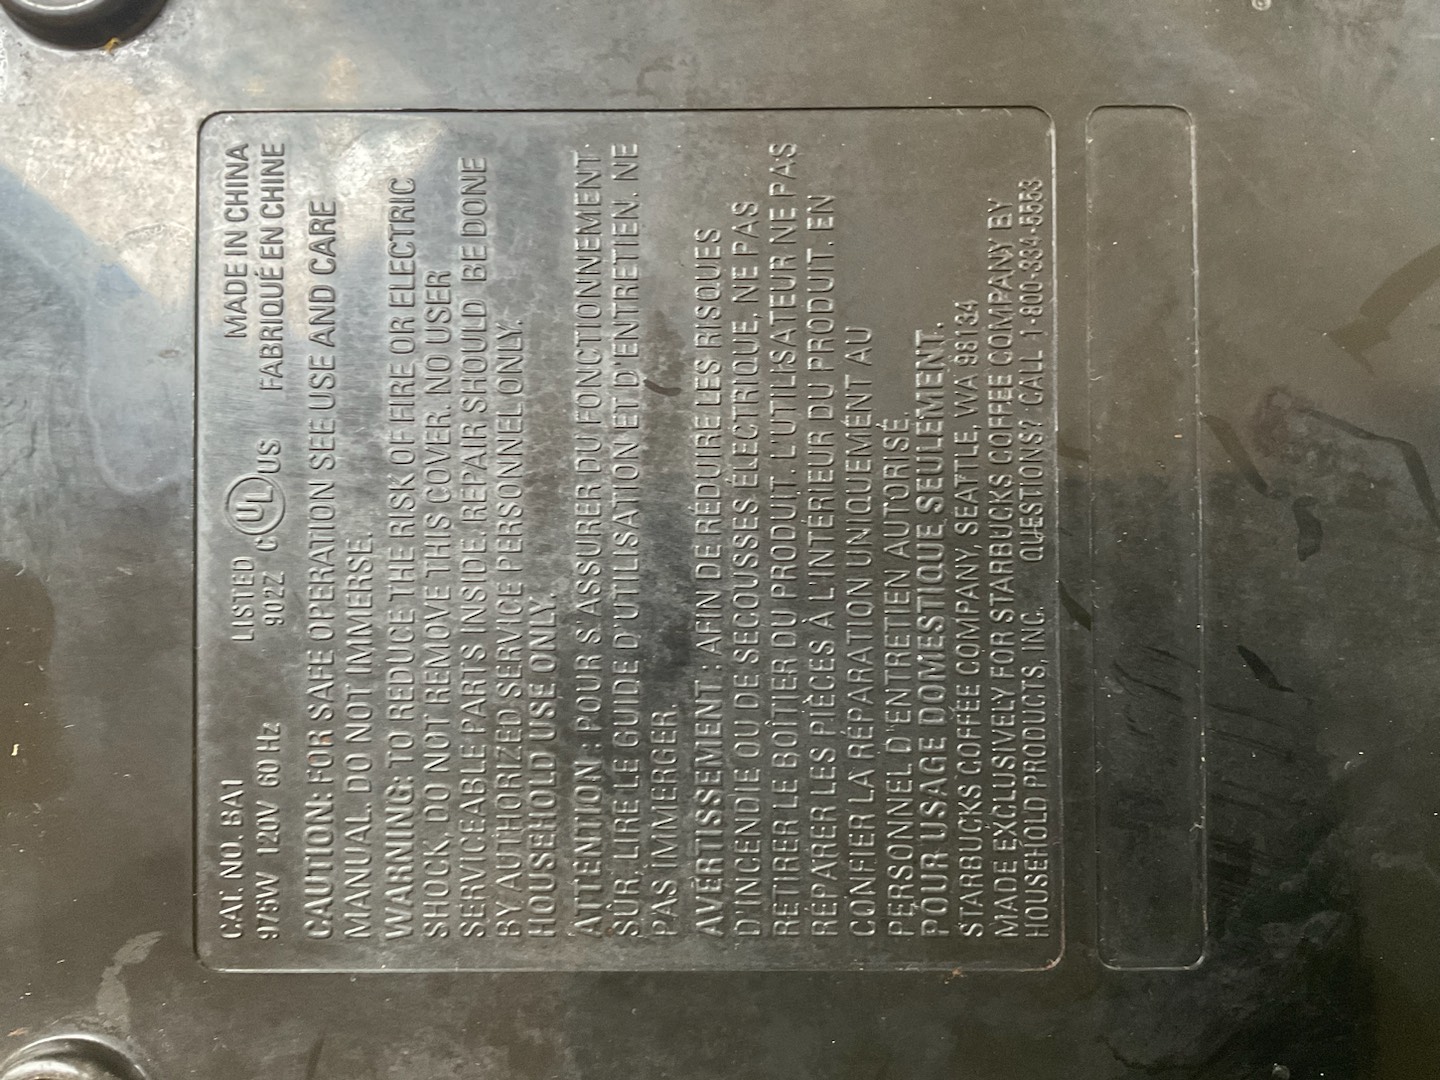 CAT. NO. BA1
975W 120V 60 Hz
LISTED
902Z
C UL US
MADE IN CHINA
FABRIQUÉ EN CHINE
CAUTION: FOR SAFE OPERATION SEE USE AND CARE
MANUAL. DO NOT IMMERSE.
WARNING: TO REDUCE THE RISK OF FIRE OR ELECTRIC
SHOCK, DO NOT REMOVE THIS COVER. NO USER
SERVICEABLE PARTS INSIDE. REPAIR SHOULD BE DONE
BY AUTHORIZED SERVICE PERSONNEL ONLY.
HOUSEHOLD USE ONLY.
ATTENTION : POUR S'ASSURER DU FONCTIONNEMENT
SÛR, LIRE LE GUIDE D'UTILISATION ET D'ENTRETIEN. NE
PAS IMMERGER.
AVERTISSEMENT : AFIN DE RÉDUIRE LES RISQUES
D'INCENDIE OU DE SECOUSSES ÉLECTRIQUE, NE PAS
RETIRER LE BOÎTIER DU PRODUIT. L'UTILISATEUR NE PAS
RÉPARER LES PIÈCES À L'INTÉRIEUR DU PRODUIT. EN
CONFIER LA RÉPARATION UNIQUEMENT AU
PERSONNEL D'ENTRETIEN AUTORISÉ.
POUR USAGE DOMESTIQUE SEULEMENT.
STARBUCKS COFFEE COMPANY, SEATTLE, WA 98134
MADE EXCLUSIVELY FOR STARBUCKS COFFEE COMPANY BY
HOUSEHOLD PRODUCTS, INC. QUESTIONS? CALL 1-800-334-5553